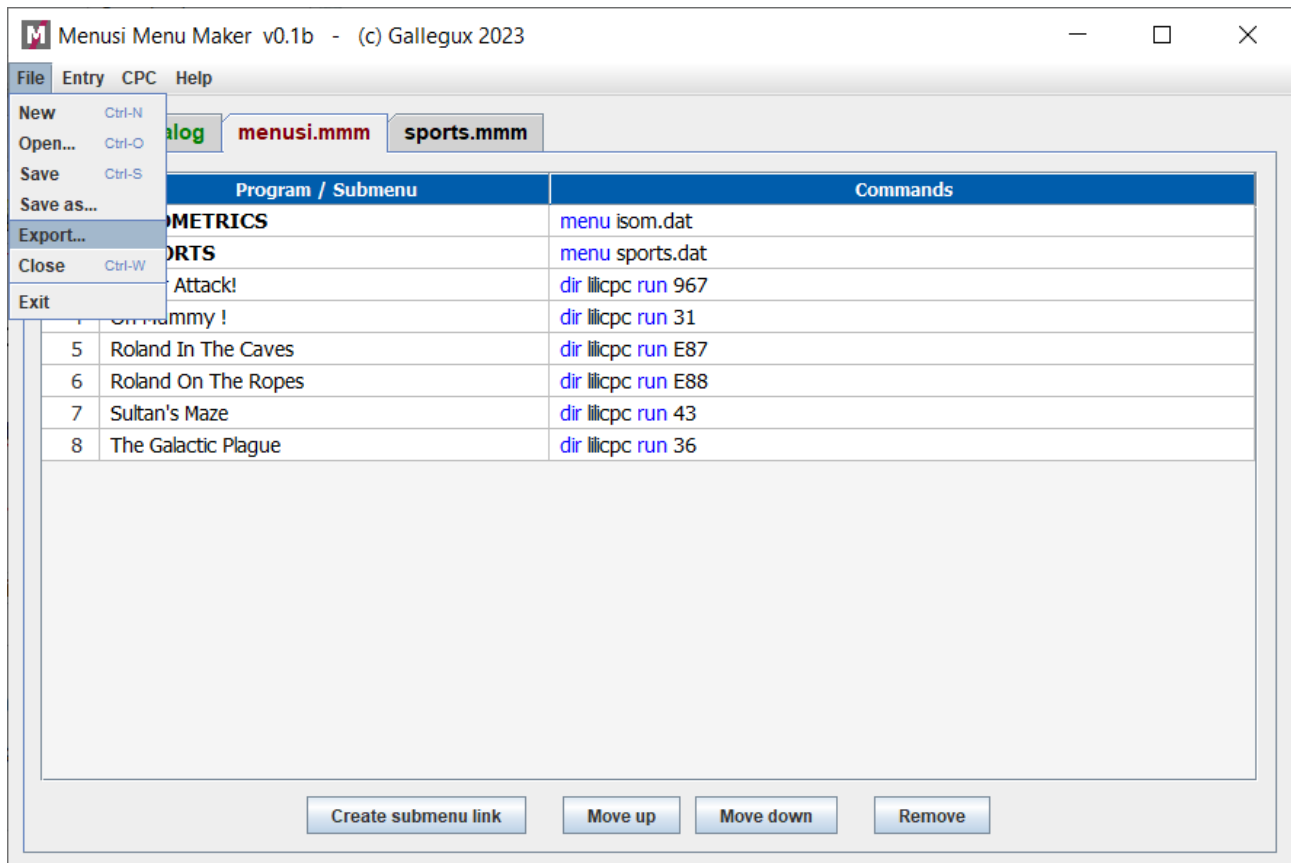 Menusi Menu Maker v0.1b - (c) Gallegux 2023
File Entry CPC Help
New Ctrl-N
Open... Ctrl-O
Save Ctrl-S
Save as...
Export...
Close Ctrl-W
Exit
alog menusi.mmm sports.mmm
Program / Submenu Commands
OMETRICS menu isom.dat
ORTS menu sports.dat
Attack! dir lilicpc run 967
Oh Mummy ! dir lilicpc run 31
5 Roland In The Caves dir lilicpc run E87
6 Roland On The Ropes dir lilicpc run E88
7 Sultan's Maze dir lilicpc run 43
8 The Galactic Plague dir lilicpc run 36
Create submenu link Move up Move down Remove